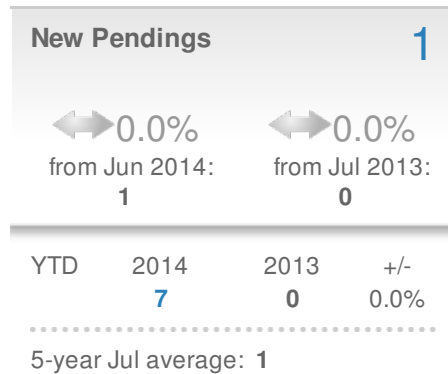 New Pendings 1
0.0% 0.0%
from Jun 2014: from Jul 2013:
1 0
YTD 2014 2013 +/-
7 0 0.0%
5-year Jul average: 1